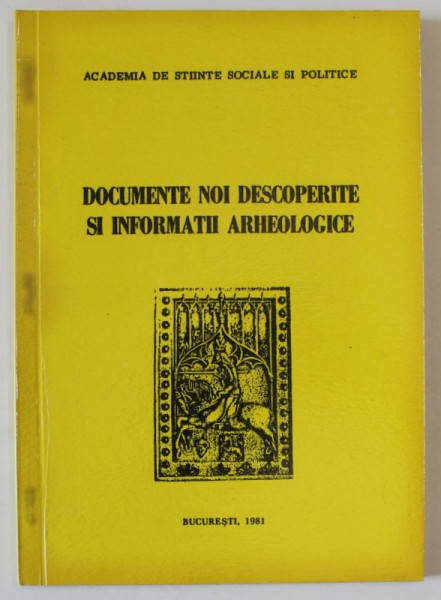 ACADEMIA DE STIINTE SOCIALE SI POLITICE
DOCUMENTE NOI DESCOPERITE
SI INFORMATII ARHEOLOGICE
BUCUREȘTI, 1981